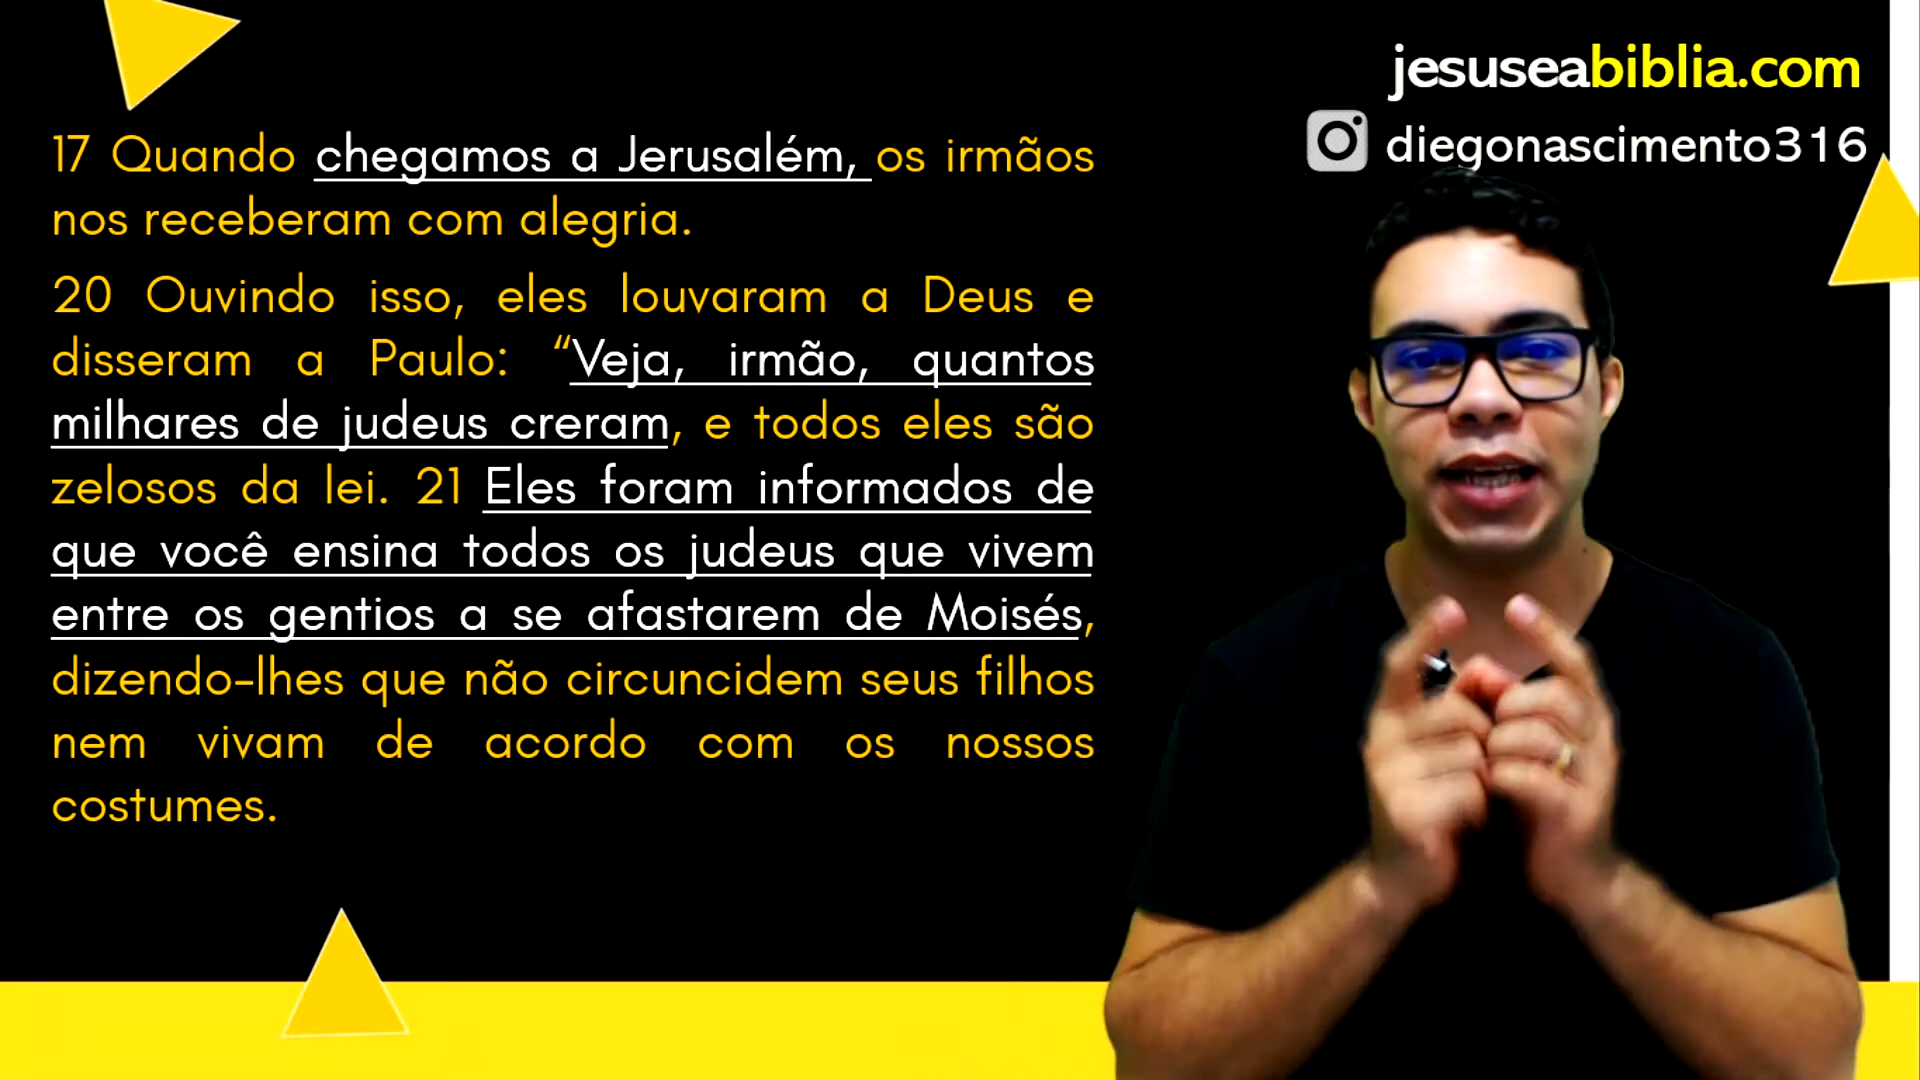 jesuseabiblia.com
diegonascimento316
17 Quando chegamos a Jerusalém, os irmãos
nos receberam com alegria.
20 Ouvindo isso, eles louvaram a Deus e
disseram a Paulo: “Veja, irmão, quantos
milhares de judeus creram, e todos eles são
zelosos da lei. 21 Eles foram informados de
que você ensina todos os judeus que vivem
entre os gentios a se afastarem de Moisés,
dizendo-lhes que não circuncidem seus filhos
nem vivam de acordo com os nossos
costumes.